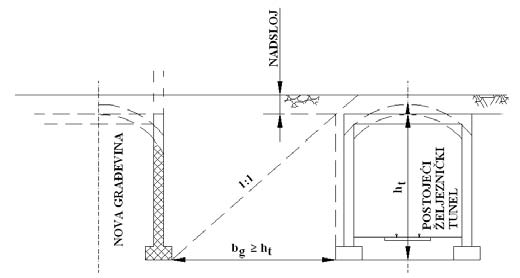 NADSLOJ
NOVA GRAĐEVINA
1:1
b_g ≥ h_t
h_t
POSTOJEĆI
ŽELJEZNIČKI
TUNEL